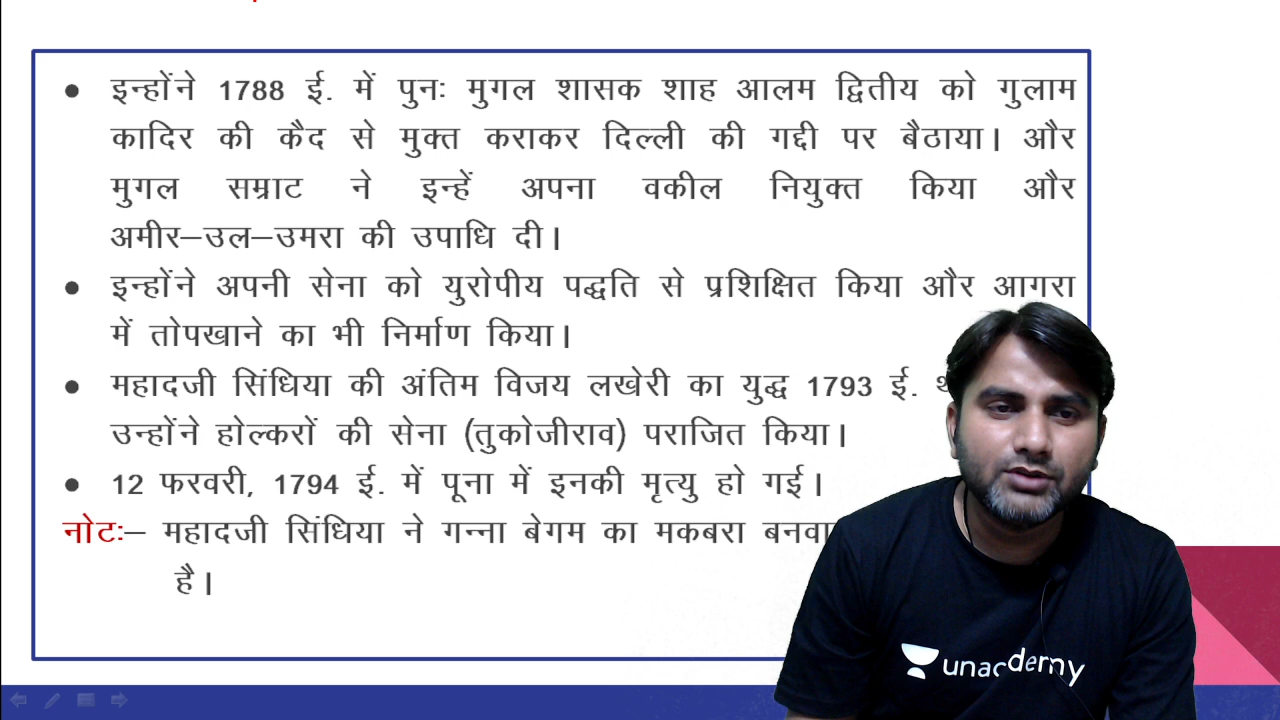 • इन्होंने 1788 ई. में पुनः मुगल शासक शाह आलम द्वितीय को गुलाम
कादिर की कैद से मुक्त कराकर दिल्ली की गद्दी पर बैठाया। और
मुगल सम्राट ने इन्हें अपना वकील नियुक्त किया और
अमीर–उल–उमरा की उपाधि दी।
• इन्होंने अपनी सेना को युरोपीय पद्धति से प्रशिक्षित किया और आगरा
में तोपखाने का भी निर्माण किया।
• महादजी सिंधिया की अंतिम विजय लखेरी का युद्ध 1793 ई.
उन्होंने होल्करों की सेना (तुकोजीराव) पराजित किया।
• 12 फरवरी, 1794 ई. में पूना में इनकी मृत्यु हो गई।
नोटः– महादजी सिंधिया ने गन्ना बेगम का मकबरा
है।
unacademy